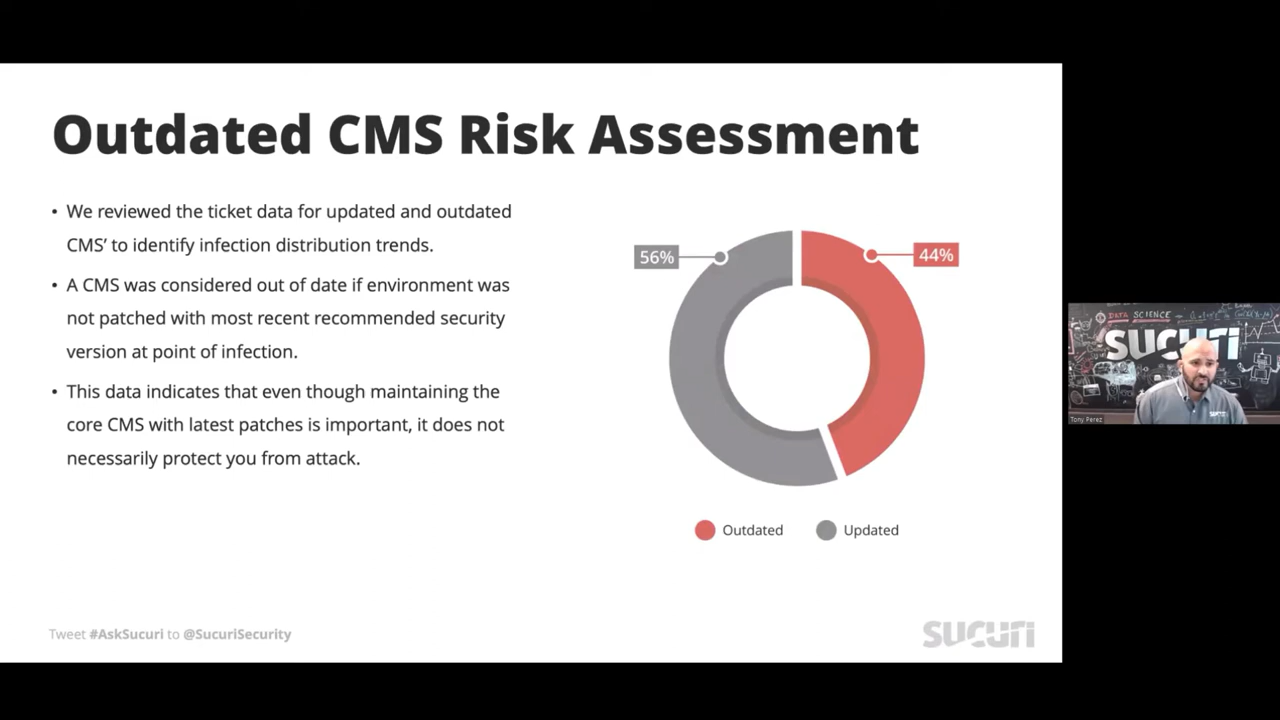 Outdated CMS Risk Assessment
• We reviewed the ticket data for updated and outdated
CMS’ to identify infection distribution trends.
• A CMS was considered out of date if environment was
not patched with most recent recommended security
version at point of infection.
• This data indicates that even though maintaining the
core CMS with latest patches is important, it does not
necessarily protect you from attack.
56%
44%
Outdated
Updated
Tweet #AskSucuri to @SucuriSecurity
SUCURI
DATA SCIENCE
SUCURI
Tony Perez